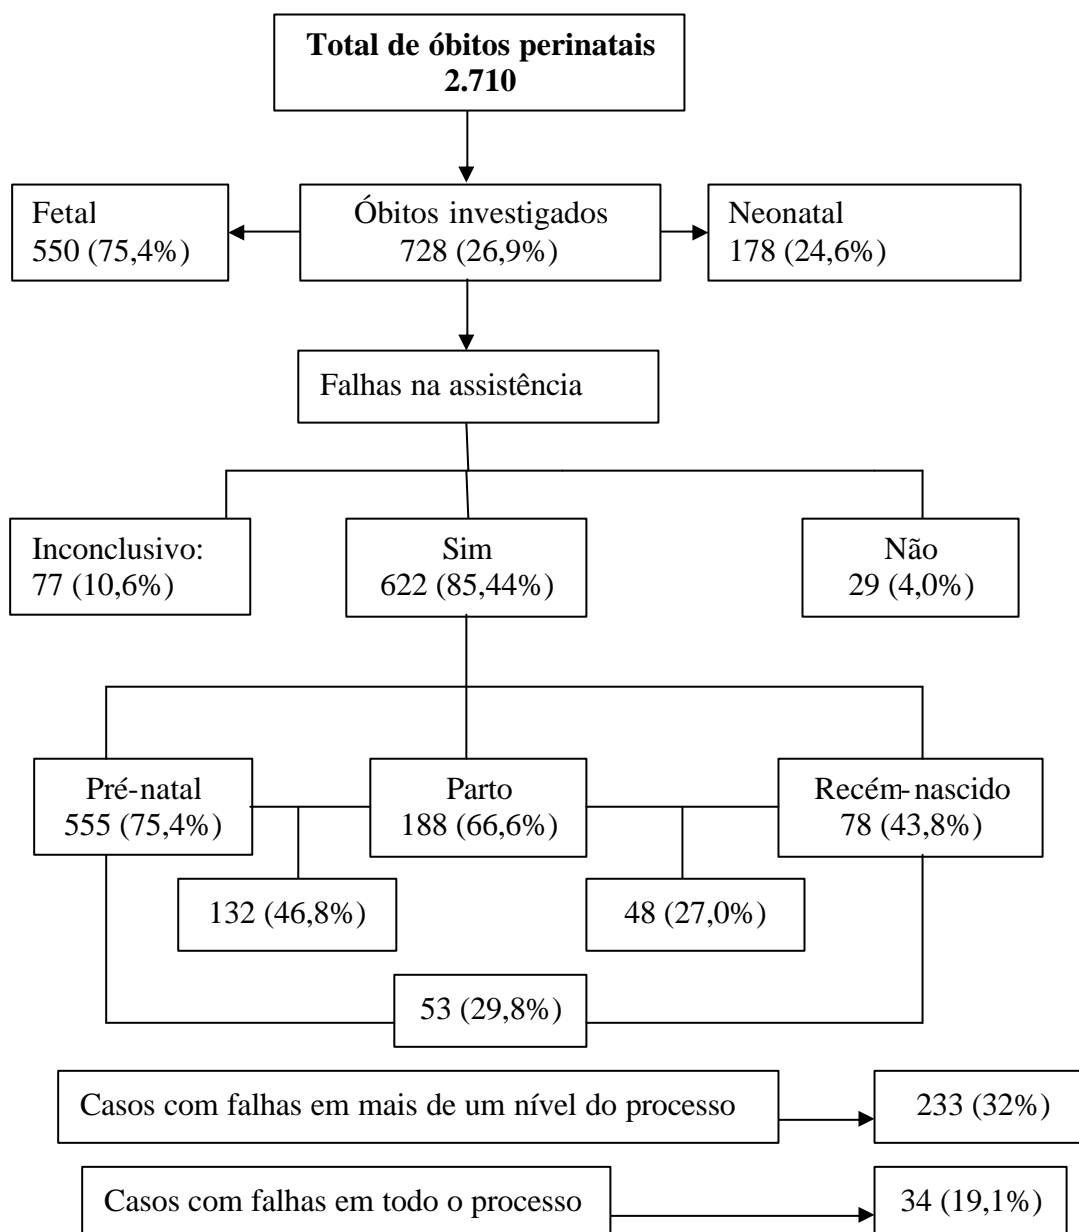 Total de óbitos perinatais
2.710
Fetal
550 (75,4%)
Óbitos investigados
728 (26,9%)
Neonatal
178 (24,6%)
Falhas na assistência
Inconclusivo:
77 (10,6%)
Sim
622 (85,44%)
Não
29 (4,0%)
Pré-natal
555 (75,4%)
Parto
188 (66,6%)
Recém-nascido
78 (43,8%)
132 (46,8%)
48 (27,0%)
53 (29,8%)
Casos com falhas em mais de um nível do processo
233 (32%)
Casos com falhas em todo o processo
34 (19,1%)